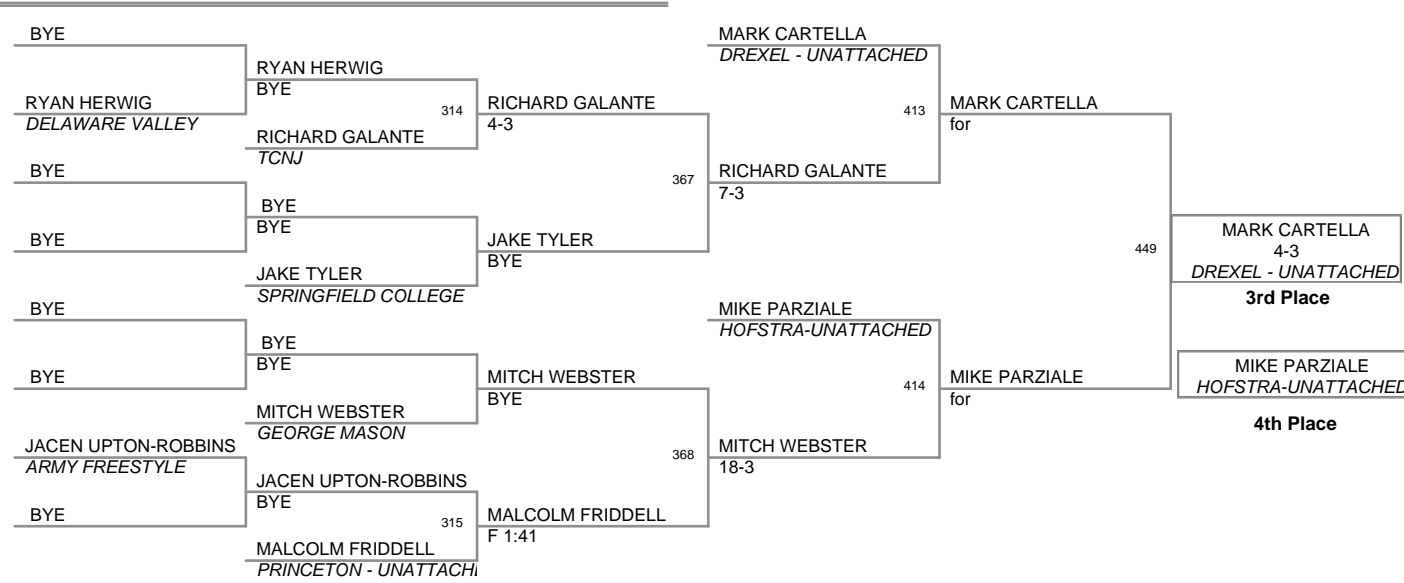 BYE
MARK CARTELLA
DREXEL - UNATTACHED
RYAN HERWIG
BYE
RYAN HERWIG
DELAWARE VALLEY
314
RICHARD GALANTE
4-3
413
MARK CARTELLA
for
RICHARD GALANTE
TCNJ
BYE
367
RICHARD GALANTE
7-3
BYE
BYE
BYE
JAKE TYLER
BYE
449
MARK CARTELLA
4-3
DREXEL - UNATTACHED
3rd Place
JAKE TYLER
SPRINGFIELD COLLEGE
BYE
MIKE PARZIALE
HOFSTRA-UNATTACHED
BYE
BYE
BYE
MITCH WEBSTER
BYE
414
MIKE PARZIALE
for
MIKE PARZIALE
HOFSTRA-UNATTACHED
4th Place
MITCH WEBSTER
GEORGE MASON
JACEN UPTON-ROBBINS
ARMY FREESTYLE
368
MITCH WEBSTER
18-3
JACEN UPTON-ROBBINS
BYE
BYE
315
MALCOLM FRIDDELL
F 1:41
MALCOLM FRIDDELL
PRINCETON - UNATTACH